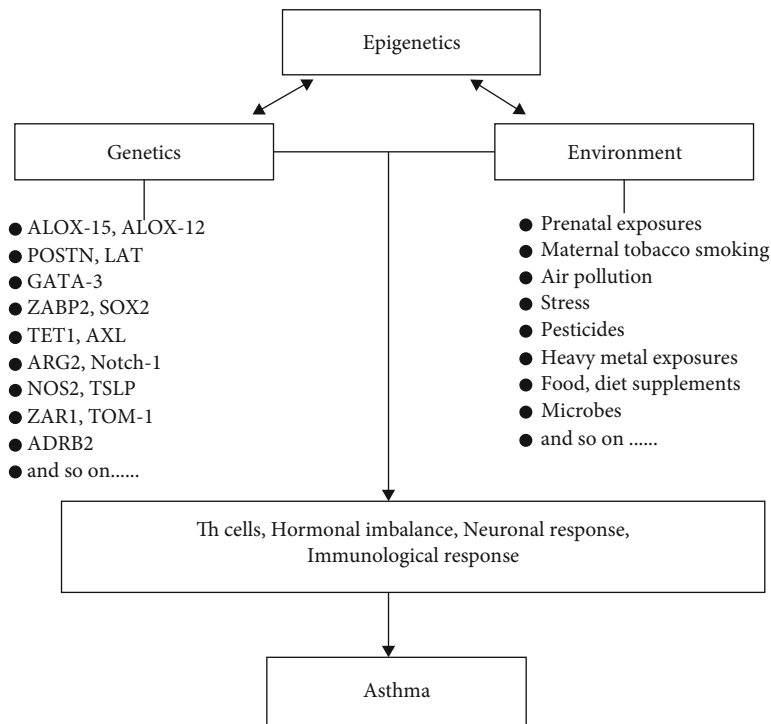 Epigenetics
Genetics
Environment
● ALOX-15, ALOX-12
● POSTN, LAT
● GATA-3
● ZABP2, SOX2
● TET1, AXL
● ARG2, Notch-1
● NOS2, TSLP
● ZAR1, TOM-1
● ADRB2
● and so on......
● Prenatal exposures
● Maternal tobacco smoking
● Air pollution
● Stress
● Pesticides
● Heavy metal exposures
● Food, diet supplements
● Microbes
● and so on ......
Th cells, Hormonal imbalance, Neuronal response,
Immunological response
Asthma